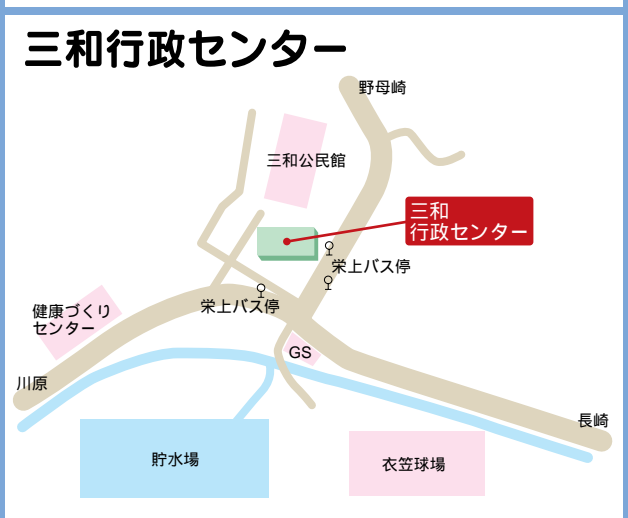 三和行政センター
野母崎
三和公民館
三和
行政センター
栄上バス停
栄上バス停
健康づくり
センター
GS
川原
長崎
貯水場
衣笠球場